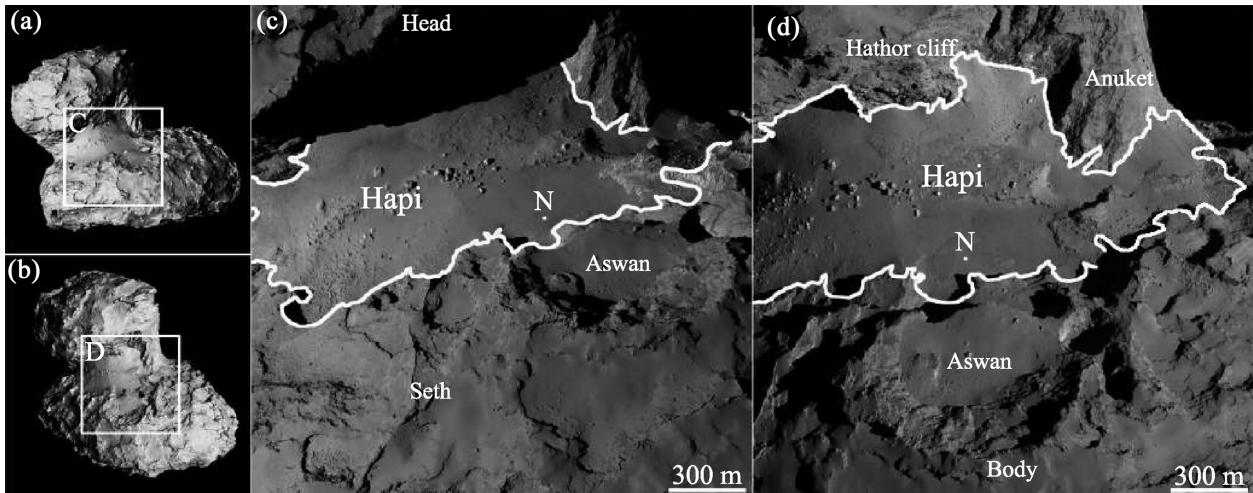 (a)
C
(b)
D
(c)
Head
Hapi
N
Aswan
Seth
300 m
(d)
Hathor cliff
Anuket
Hapi
N
Aswan
Body
300 m